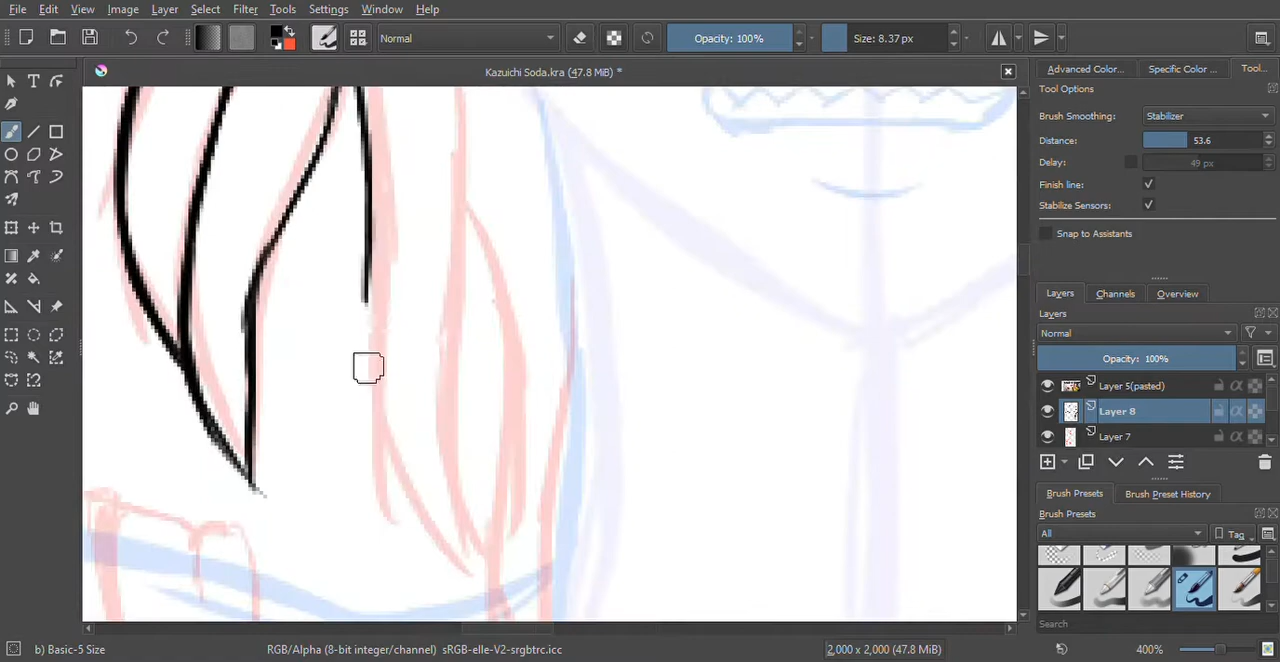 File Edit View Image Layer Select Filter Tools Settings Window Help
Normal Opacity: 100% Size: 8.37 px
Kazuichi Soda.kra (47.8 MiB) *
Advanced Color... Specific Color ... Tool...
Tool Options
Brush Smoothing: Stabilizer
Distance: 53.6
Delay: 49 px
Finish line:
Stabilize Sensors:
Snap to Assistants
Layers Channels Overview
Layers
Normal
Opacity: 100%
Layer 5(pasted)
Layer 8
Layer 7
Brush Presets Brush Preset History
Brush Presets
All Tag
Search
b) Basic-5 Size RGB/Alpha (8-bit integer/channel) sRGB-elle-V2-srgbtrc.icc 2,000 x 2,000 (47.8 MiB) 400%